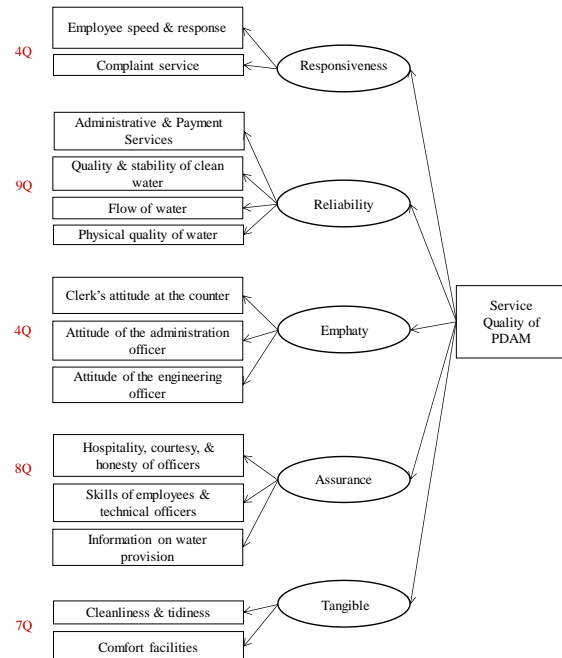 4Q
Employee speed & response
Complaint service
Responsiveness
9Q
Administrative & Payment
Services
Quality & stability of clean
water
Flow of water
Physical quality of water
Reliability
4Q
Clerk's attitude at the counter
Attitude of the administration
officer
Attitude of the engineering
officer
Emphaty
Service
Quality of
PDAM
8Q
Hospitality, courtesy, &
honesty of officers
Skills of employees &
technical officers
Information on water
provision
Assurance
7Q
Cleanliness & tidiness
Comfort facilities
Tangible